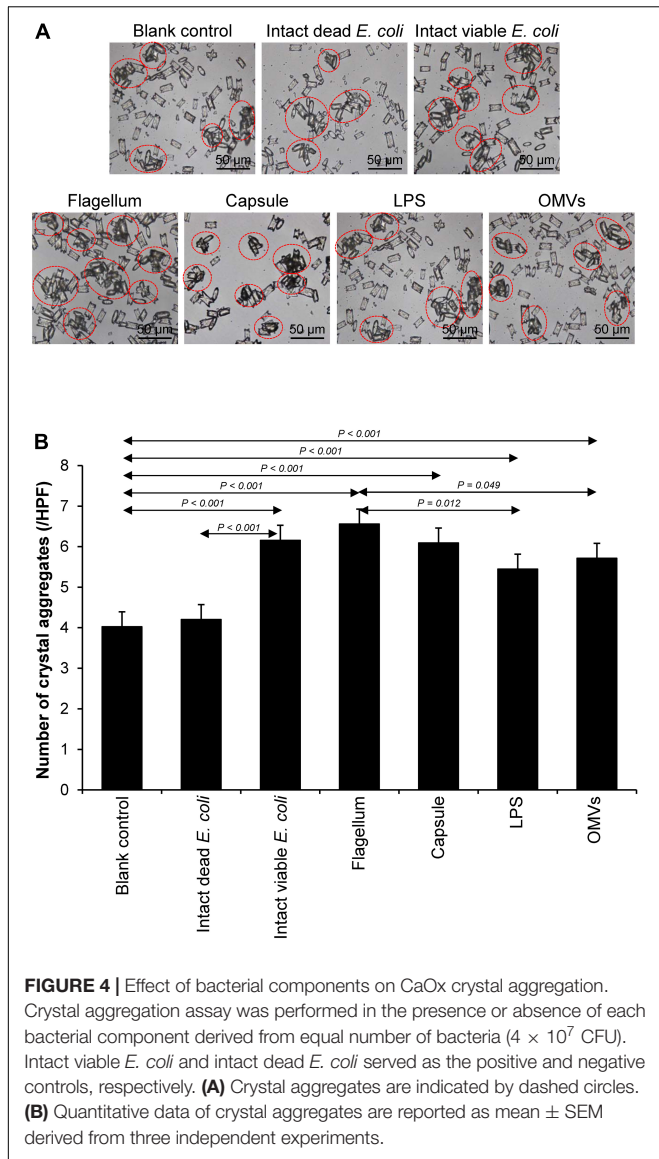 A
Blank control Intact dead E. coli Intact viable E. coli
50 µm 50 µm 50 µm
Flagellum Capsule LPS OMVs
50 µm 50 µm 50 µm 50 µm
B
P < 0.001
P < 0.001
P < 0.001
P < 0.001 P = 0.049
P < 0.001 P = 0.012
P < 0.001
Number of crystal aggregates (/HPF)
8
7
6
5
4
3
2
1
0
Blank control
Intact dead E. coli
Intact viable E. coli
Flagellum
Capsule
LPS
OMVs
FIGURE 4 | Effect of bacterial components on CaOx crystal aggregation.
Crystal aggregation assay was performed in the presence or absence of each
bacterial component derived from equal number of bacteria (4 × 10⁷ CFU).
Intact viable E. coli and intact dead E. coli served as the positive and negative
controls, respectively. (A) Crystal aggregates are indicated by dashed circles.
(B) Quantitative data of crystal aggregates are reported as mean ± SEM
derived from three independent experiments.